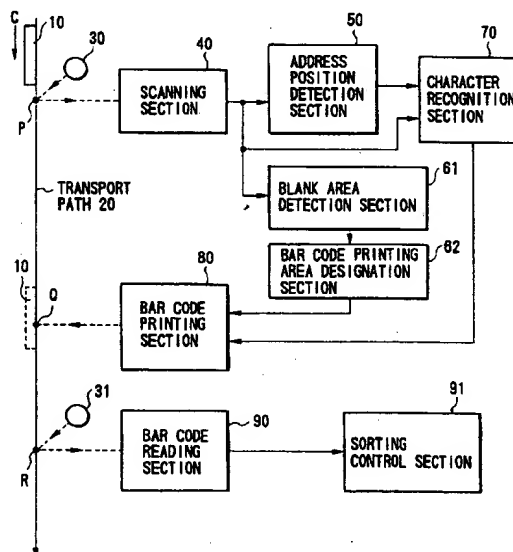 C
10
30
P
40
SCANNING
SECTION
50
ADDRESS
POSITION
DETECTION
SECTION
70
CHARACTER
RECOGNITION
SECTION
TRANSPORT
PATH 20
61
BLANK AREA
DETECTION SECTION
62
BAR CODE PRINTING
AREA DESIGNATION
SECTION
10
Q
80
BAR CODE
PRINTING
SECTION
31
R
90
BAR CODE
READING
SECTION
91
SORTING
CONTROL SECTION